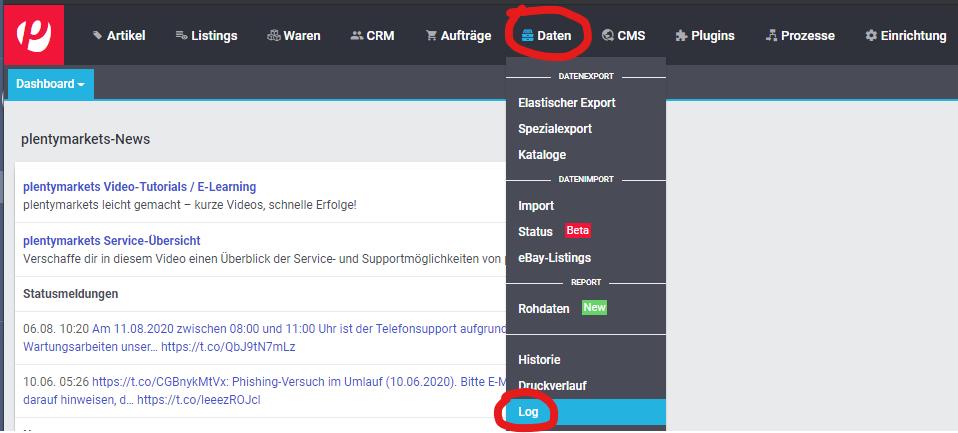 Artikel Listings Waren CRM Aufträge Daten CMS Plugins Prozesse Einrichtung
Dashboard
plentymarkets-News
plentymarkets Video-Tutorials / E-Learning
plentymarkets leicht gemacht – kurze Videos, schnelle Erfolge!
plentymarkets Service-Übersicht
Verschaffe dir in diesem Video einen Überblick der Service- und Supportmöglichkeiten von
Statusmeldungen
06.08. 10:20 Am 11.08.2020 zwischen 08:00 und 11:00 Uhr ist der Telefonsupport aufgrund
Wartungsarbeiten unser... https://t.co/QbJ9tN7mLz
10.06. 05:26 https://t.co/CGBnykMtVx: Phishing-Versuch im Umlauf (10.06.2020). Bitte E-M
darauf hinweisen, d... https://t.co/IeeezROJcl
DATENEXPORT
Elastischer Export
Spezialexport
Kataloge
DATENIMPORT
Import
Status Beta
eBay-Listings
REPORT
Rohdaten New
Historie
Druckverlauf
Log